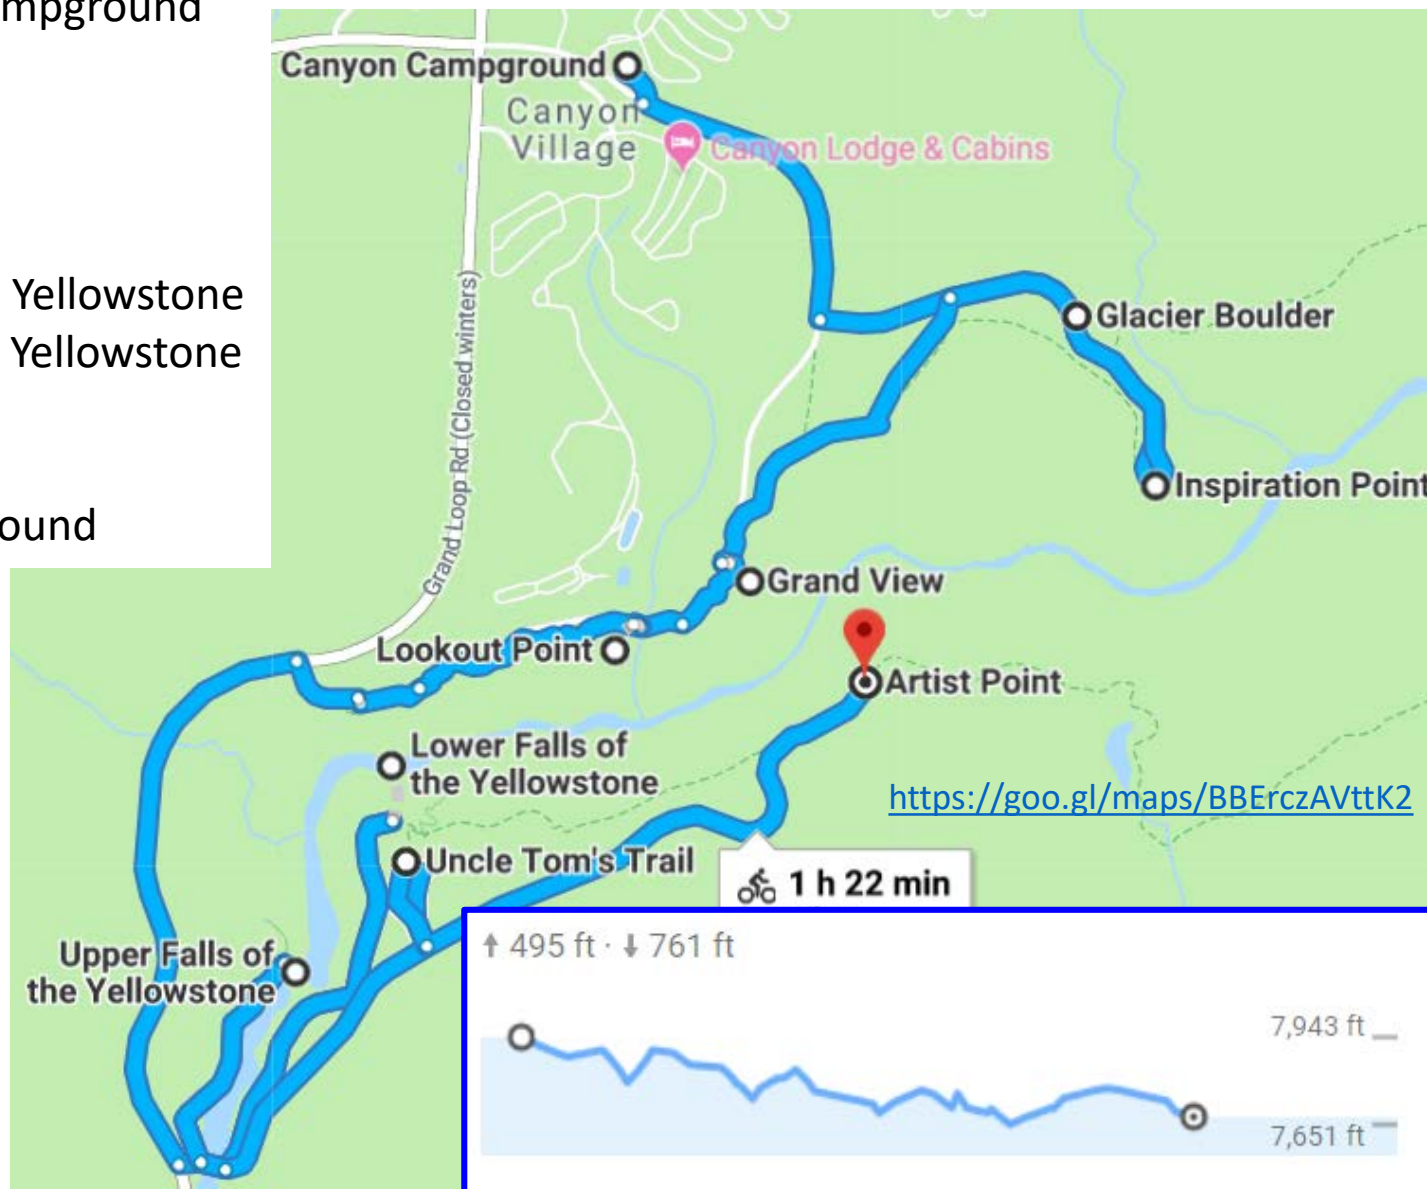 mpground
Canyon Campground
Canyon
Village
Canyon Lodge & Cabins
Yellowstone
Yellowstone
Grand Loop Rd (Closed winters)
Glacier Boulder
Inspiration Point
ound
Grand View
Lookout Point
Artist Point
Lower Falls of
the Yellowstone
https://goo.gl/maps/BBErczAVttK2
Uncle Tom's Trail
1 h 22 min
Upper Falls of
the Yellowstone
↑ 495 ft · ↓ 761 ft
7,943 ft
7,651 ft